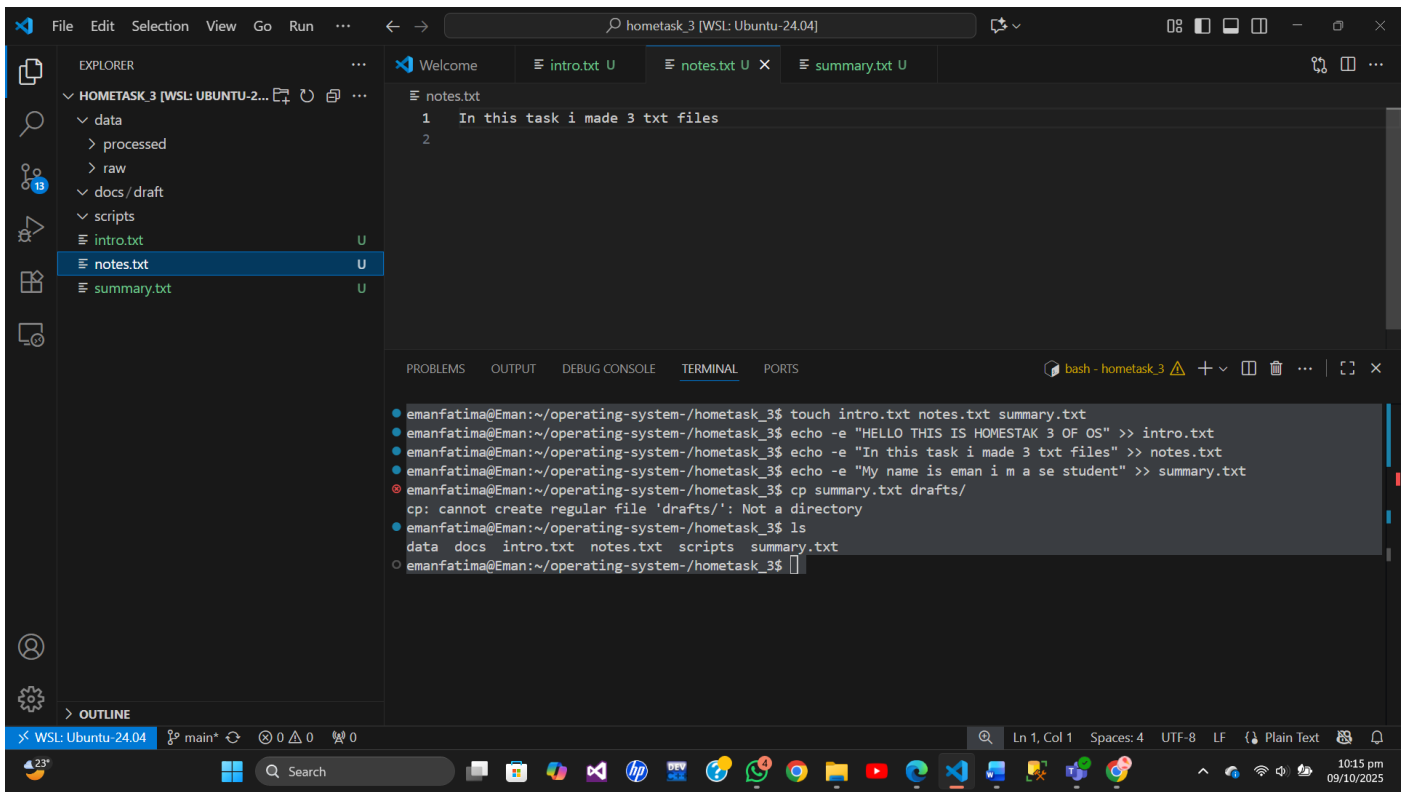 File Edit Selection View Go Run ··· hometask_3 [WSL: Ubuntu-24.04]
EXPLORER ···
HOMETASK_3 [WSL: UBUNTU-2... ···
data
processed
raw
docs / draft
scripts
intro.txt U
notes.txt U
summary.txt U
OUTLINE
13
Welcome intro.txt U notes.txt U summary.txt U ···
notes.txt
1 In this task i made 3 txt files
2
PROBLEMS OUTPUT DEBUG CONSOLE TERMINAL PORTS bash - hometask_3 ···
emanfatima@Eman:~/operating-system-/hometask_3$ touch intro.txt notes.txt summary.txt
emanfatima@Eman:~/operating-system-/hometask_3$ echo -e "HELLO THIS IS HOMESTAK 3 OF OS" >> intro.txt
emanfatima@Eman:~/operating-system-/hometask_3$ echo -e "In this task i made 3 txt files" >> notes.txt
emanfatima@Eman:~/operating-system-/hometask_3$ echo -e "My name is eman i m a se student" >> summary.txt
emanfatima@Eman:~/operating-system-/hometask_3$ cp summary.txt drafts/
cp: cannot create regular file 'drafts/': Not a directory
emanfatima@Eman:~/operating-system-/hometask_3$ ls
data docs intro.txt notes.txt scripts summary.txt
emanfatima@Eman:~/operating-system-/hometask_3$
WSL: Ubuntu-24.04 main* 0 0 0 Ln 1, Col 1 Spaces: 4 UTF-8 LF Plain Text
23° Search hp DEV 4 10:15 pm
09/10/2025